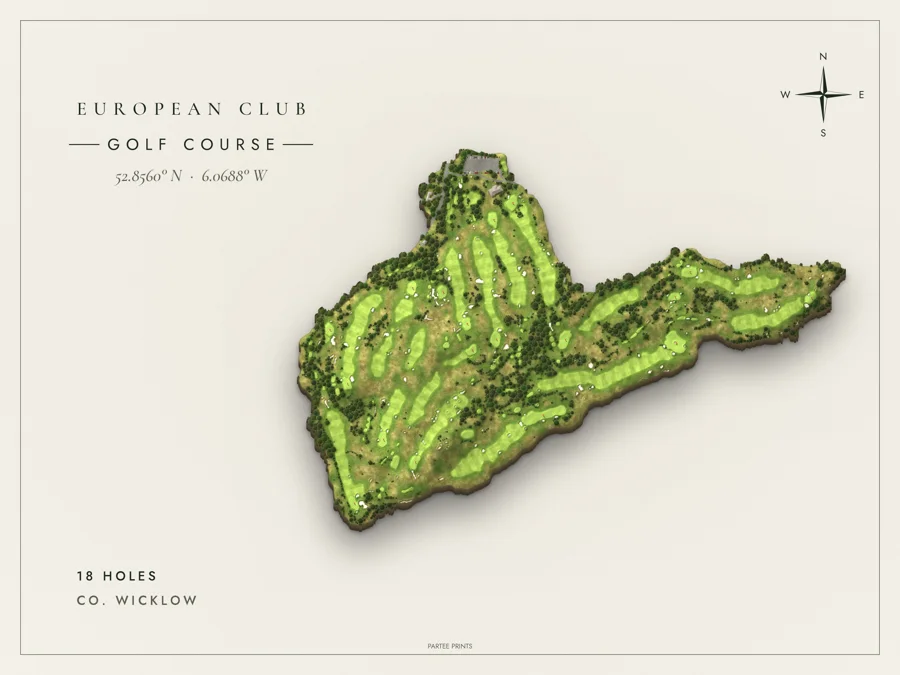 EUROPEAN CLUB
GOLF COURSE
52.8560° N · 6.0688° W
N
W E
S
18 HOLES
CO. WICKLOW
PARTEE PRINTS